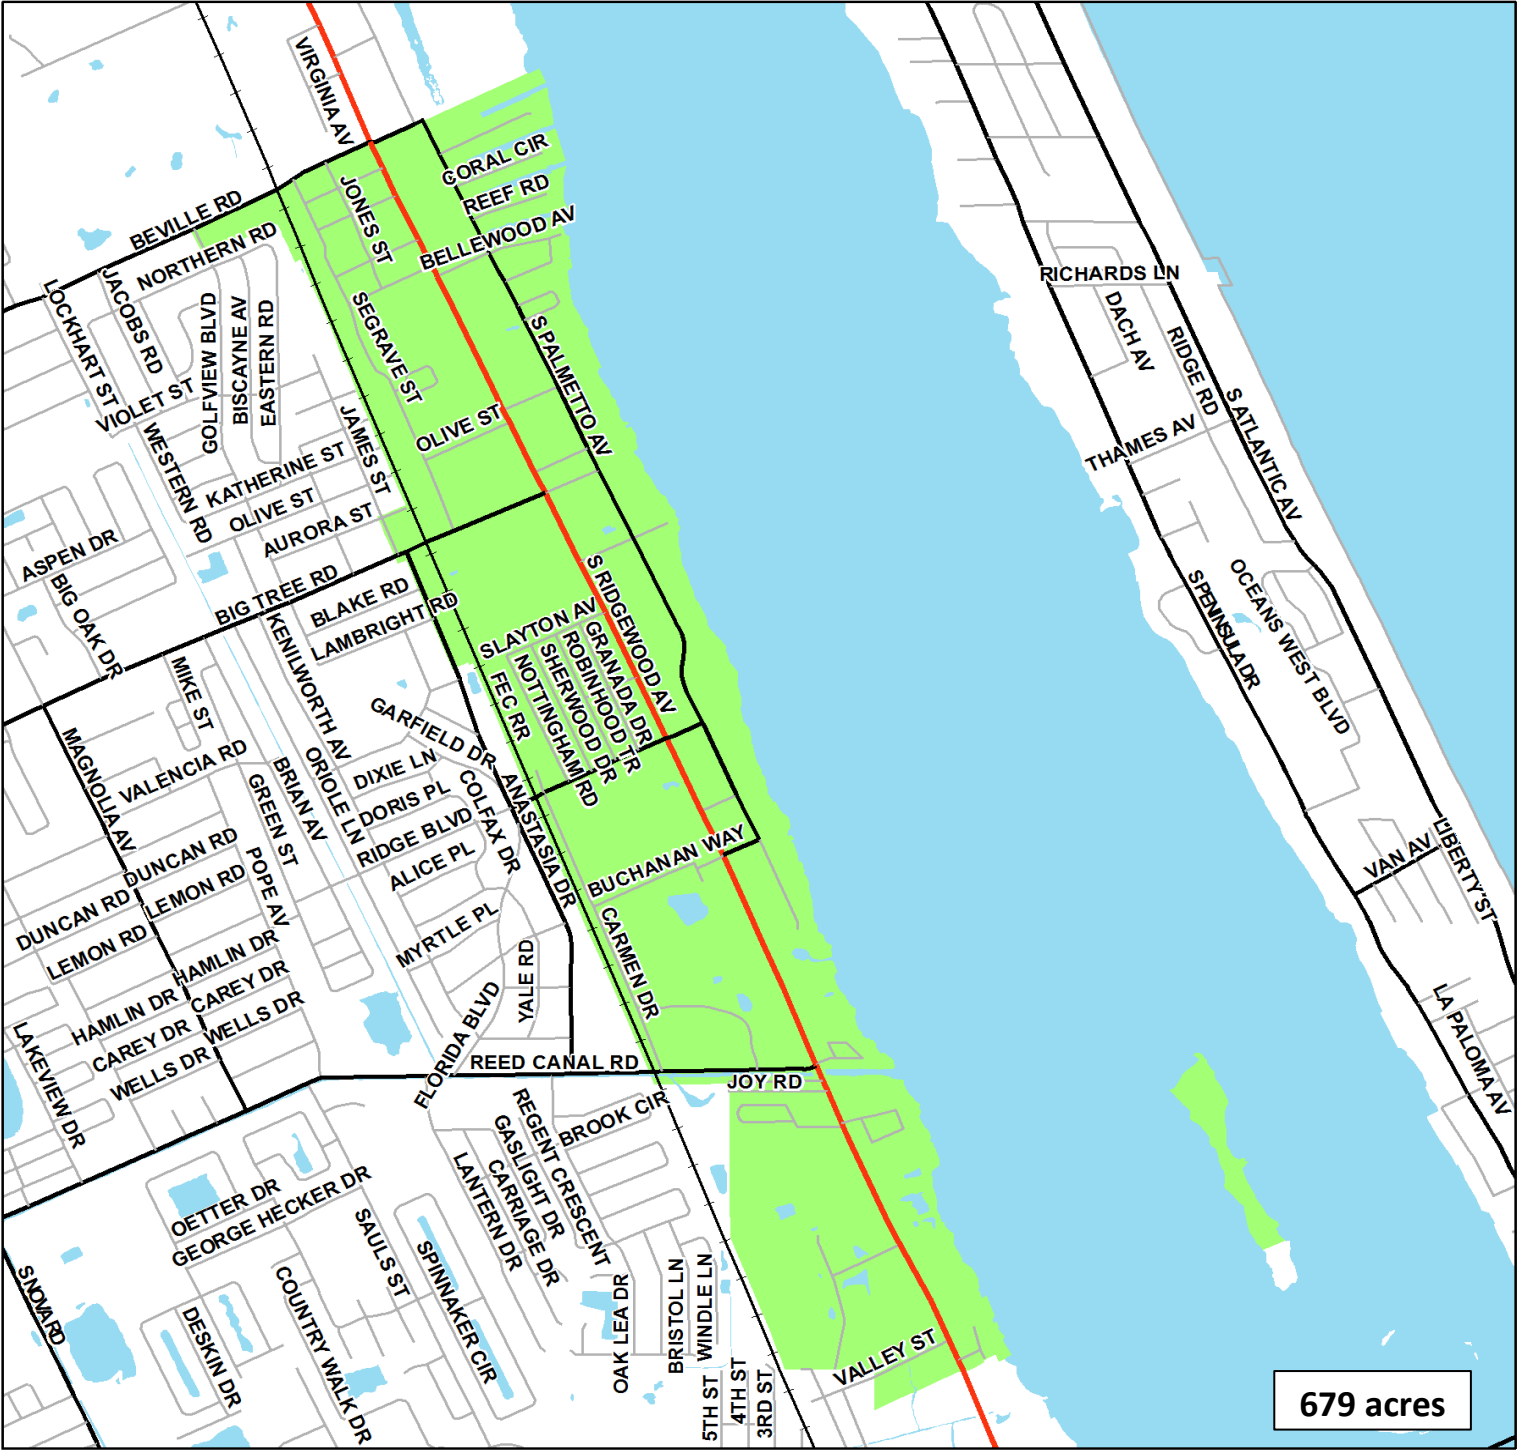 VIRGINIA AV
CORAL CIR
REEF RD
BELLEWOOD AV
JONES ST
BEVILLE RD
NORTHERN RD
LOCKHART ST
JACOBS RD
GOLFVIEW BLVD
BISCAYNE AV
EASTERN RD
SEGRAVE ST
S PALMETTO AV
RICHARDS LN
DACH AV
RIDGE RD
S ATLANTIC AV
THAMES AV
VIOLET ST
WESTERN RD
JAMES ST
OLIVE ST
KATHERINE ST
OLIVE ST
AURORA ST
ASPEN DR
BIG OAK DR
BIG TREE RD
BLAKE RD
LAMBRIGHT RD
KENILWORTH AV
S RIDGEWOOD AV
SLAYTON AV
GRANADA DR
ROBINHOOD TR
SHERWOOD DR
NOTTINGHAM RD
FEC RR
S PENINSULA DR
OCEANS WEST BLVD
MIKE ST
MAGNOLIA AV
VALENCIA RD
GARFIELD DR
DIXIE LN
DORIS PL
RIDGE BLVD
ALICE PL
COLFAX DR
ANASTASIA DR
ORIOLE LN
BRIAN AV
GREEN ST
POPE AV
BUCHANAN WAY
VAN AV
LIBERTY ST
DUNCAN RD
LEMON RD
DUNCAN RD
LEMON RD
MYRTLE PL
YALE RD
CARMEN DR
HAMLIN DR
CAREY DR
WELLS DR
HAMLIN DR
CAREY DR
WELLS DR
LAKEVIEW DR
FLORIDA BLVD
REED CANAL RD
JOY RD
LA PALOMA AV
REGENT CRESCENT
BROOK CIR
GASLIGHT DR
CARRIAGE DR
LANTERN DR
OETTER DR
GEORGE HECKER DR
SAULS ST
SPINNAKER CIR
COUNTRY WALK DR
DESKIN DR
S NOVA RD
OAK LEA DR
BRISTOL LN
WINDLE LN
5TH ST
4TH ST
3RD ST
VALLEY ST
679 acres